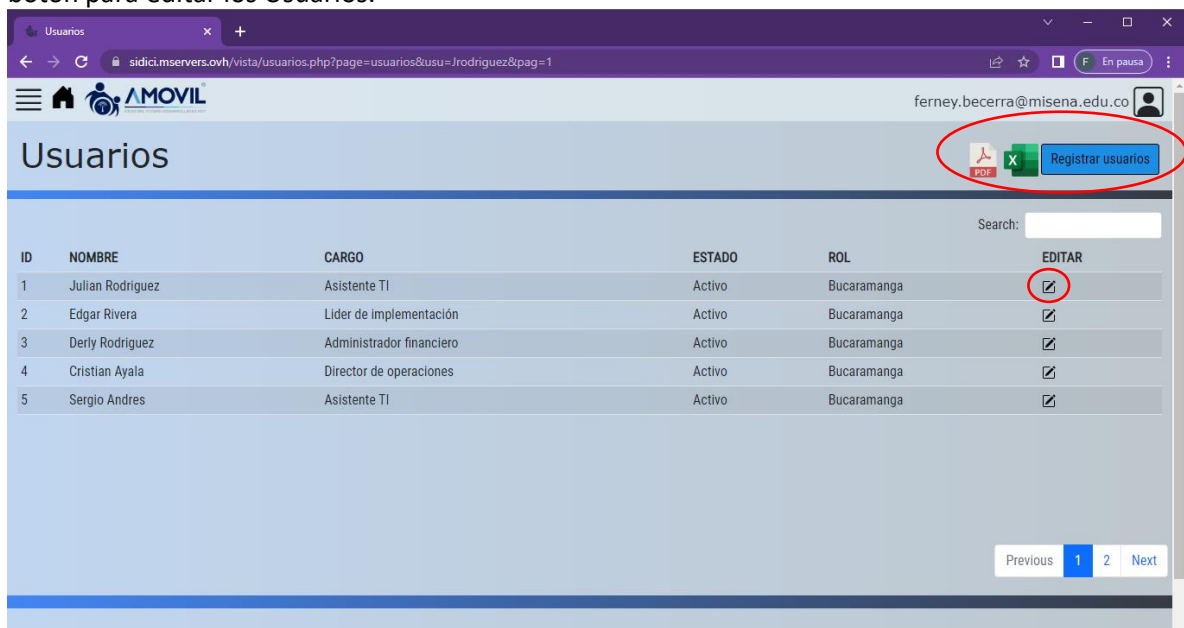 botón para editar los Usuarios.
Usuarios
sidici.mservers.ovh/vista/usuarios.php?page=usuarios&usu=Jrodriguez&pag=1
F En pausa
AMOVIL
ferney.becerra@misena.edu.co
Usuarios
PDF
X
Registrar usuarios
Search:
ID NOMBRE CARGO ESTADO ROL EDITAR
1 Julian Rodriguez Asistente TI Activo Bucaramanga
2 Edgar Rivera Lider de implementación Activo Bucaramanga
3 Derly Rodriguez Administrador financiero Activo Bucaramanga
4 Cristian Ayala Director de operaciones Activo Bucaramanga
5 Sergio Andres Asistente TI Activo Bucaramanga
Previous 1 2 Next